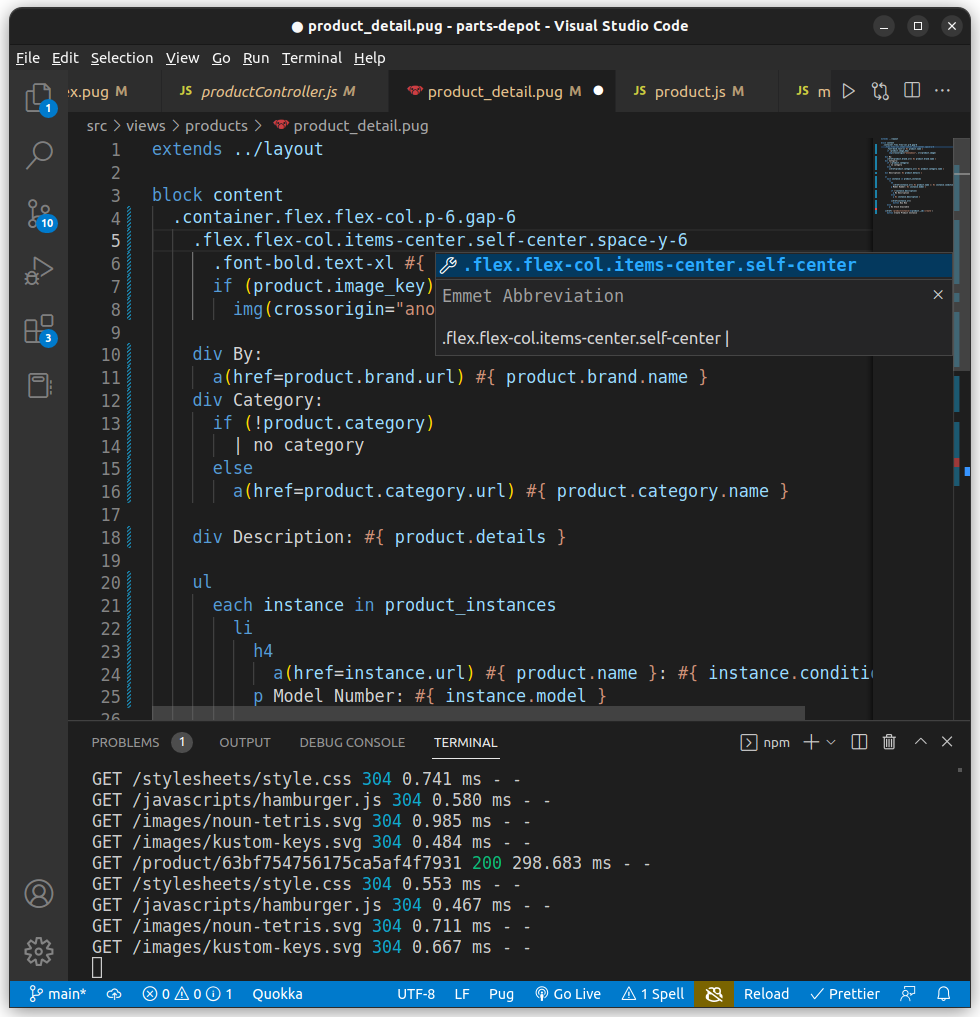 product_detail.pug - parts-depot - Visual Studio Code
File Edit Selection View Go Run Terminal Help
ex.pug M JS productController.js M product_detail.pug M JS product.js M JS m
src > views > products > product_detail.pug
1 extends ../layout
2
3 block content
4 .container.flex.flex-col.p-6.gap-6
5 .flex.flex-col.items-center.self-center.space-y-6
6 .font-bold.text-xl #{
.flex.flex-col.items-center.self-center
7 if (product.image_key)
Emmet Abbreviation
8 img(crossorigin="ano
.flex.flex-col.items-center.self-center |
9
10 div By:
11 a(href=product.brand.url) #{ product.brand.name }
12 div Category:
13 if (!product.category)
14 | no category
15 else
16 a(href=product.category.url) #{ product.category.name }
17
18 div Description: #{ product.details }
19
20 ul
21 each instance in product_instances
22 li
23 h4
24 a(href=instance.url) #{ product.name }: #{ instance.conditi
25 p Model Number: #{ instance.model }
26
PROBLEMS 1 OUTPUT DEBUG CONSOLE TERMINAL npm
GET /stylesheets/style.css 304 0.741 ms - -
GET /javascripts/hamburger.js 304 0.580 ms - -
GET /images/noun-tetris.svg 304 0.985 ms - -
GET /images/kustom-keys.svg 304 0.484 ms - -
GET /product/63bf754756175ca5af4f7931 200 298.683 ms - -
GET /stylesheets/style.css 304 0.553 ms - -
GET /javascripts/hamburger.js 304 0.467 ms - -
GET /images/noun-tetris.svg 304 0.711 ms - -
GET /images/kustom-keys.svg 304 0.667 ms - -
1
10
3
main* 0 0 1 Quokka UTF-8 LF Pug Go Live 1 Spell Reload Prettier